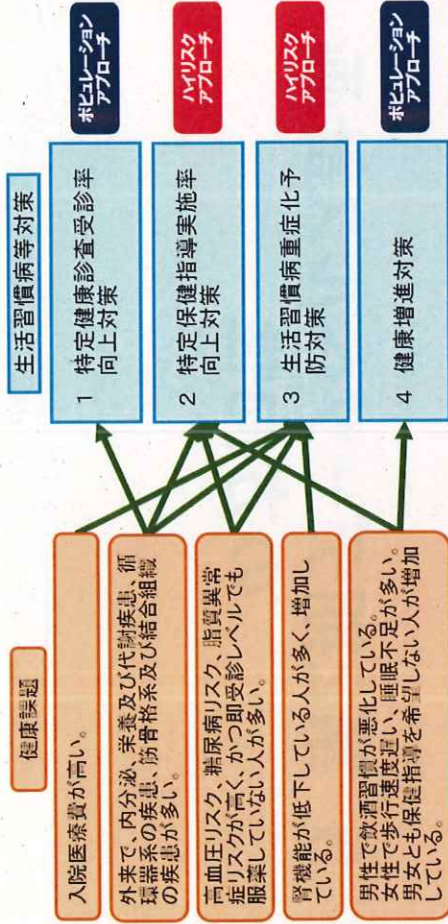 健康課題
入院医療費が高い。
外来で、内分泌、栄養及び代謝疾患、循
環器系の疾患、筋骨格系及び結合組織
の疾患が多い。
高血圧リスク、糖尿病リスク、脂質異常
症リスクが高く、かつ即受診レベルでも
服薬していない人が多い。
腎機能が低下している人が多く、増加し
ている。
男性で飲酒習慣が悪化している。
女性で歩行速度遅い、睡眠不足が多い。
男女とも保健指導を希望しない人が増加
している。
生活習慣病等対策
1 特定健康診査受診率
向上対策
2 特定保健指導実施率
向上対策
3 生活習慣病重症化予
防対策
4 健康増進対策
ポピュレーション
アプローチ
ハイリスク
アプローチ
ハイリスク
アプローチ
ポピュレーション
アプローチ